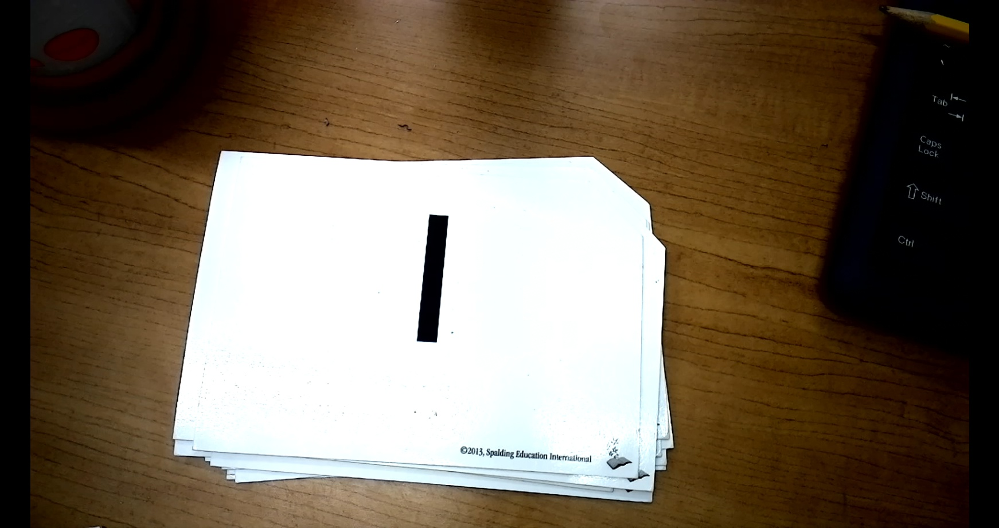 l
©2013, Spalding Education International
~
\
Tab
Caps
Lock
Shift
Ctrl